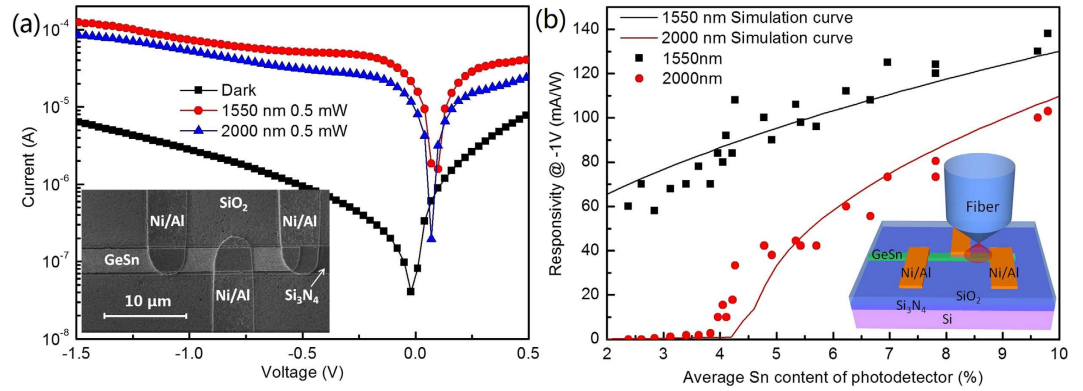 (a)
10⁻⁴
10⁻⁵
10⁻⁶
10⁻⁷
10⁻⁸
Current (A)
Dark
1550 nm 0.5 mW
2000 nm 0.5 mW
Ni/Al
SiO₂
Ni/Al
GeSn
Ni/Al
Si₃N₄
10 μm
-1.5
-1.0
-0.5
0.0
0.5
Voltage (V)
(b)
140
120
100
80
60
40
20
0
Responsivity @ -1V (mA/W)
1550 nm Simulation curve
2000 nm Simulation curve
1550nm
2000nm
Fiber
GeSn
Ni/Al
Ni/Al
SiO₂
Si₃N₄
Si
2
3
4
5
6
7
8
9
10
Average Sn content of photodetector (%)